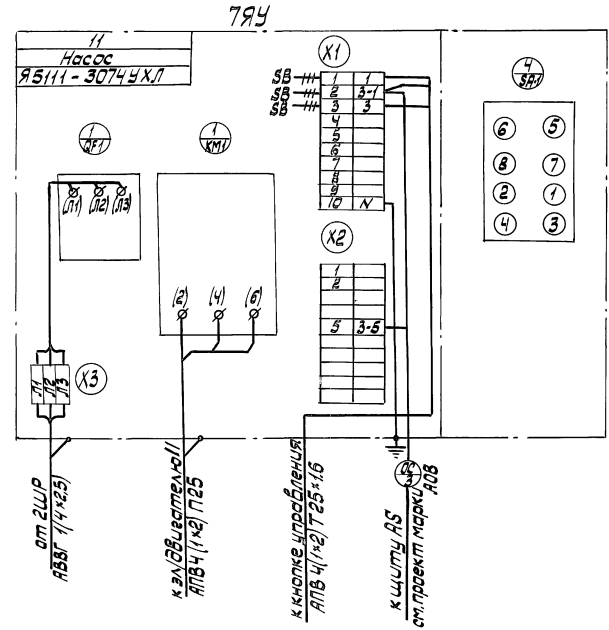 7ЯУ
11
Насос
Я5111-3074УХЛ
X1
SB 1 1
SB 2 3-1
SB 3 3
4
5
6
7
8
9
10 N
4
SA1
6 5
8 7
2 1
4 3
1
QF1
1
KM1
(Л1) (Л2) (Л3)
X2
1
2
5 3-5
(2) (4) (6)
Л1 Л2 Л3
X3
от 2ШР
АВВГ 1(4×2,5)
к эл/двигателю 11
АПВ4(1×2) П25
к кнопке управления
АПВ 4(1×2) Т25×1,6
ОС
3
АОВ
к щиту AS
см. проект марки